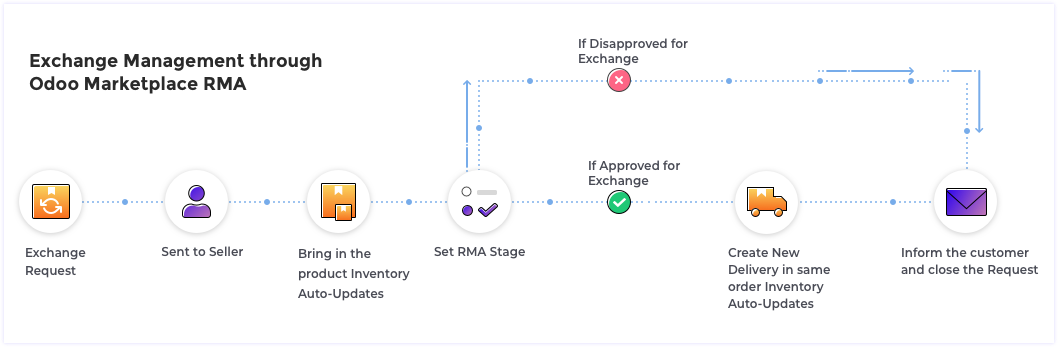 Exchange Management through
Odoo Marketplace RMA
If Disapproved for
Exchange
If Approved for
Exchange
Exchange
Request
Sent to Seller
Bring in the
product Inventory
Auto-Updates
Set RMA Stage
Create New
Delivery in same
order Inventory
Auto-Updates
Inform the customer
and close the Request